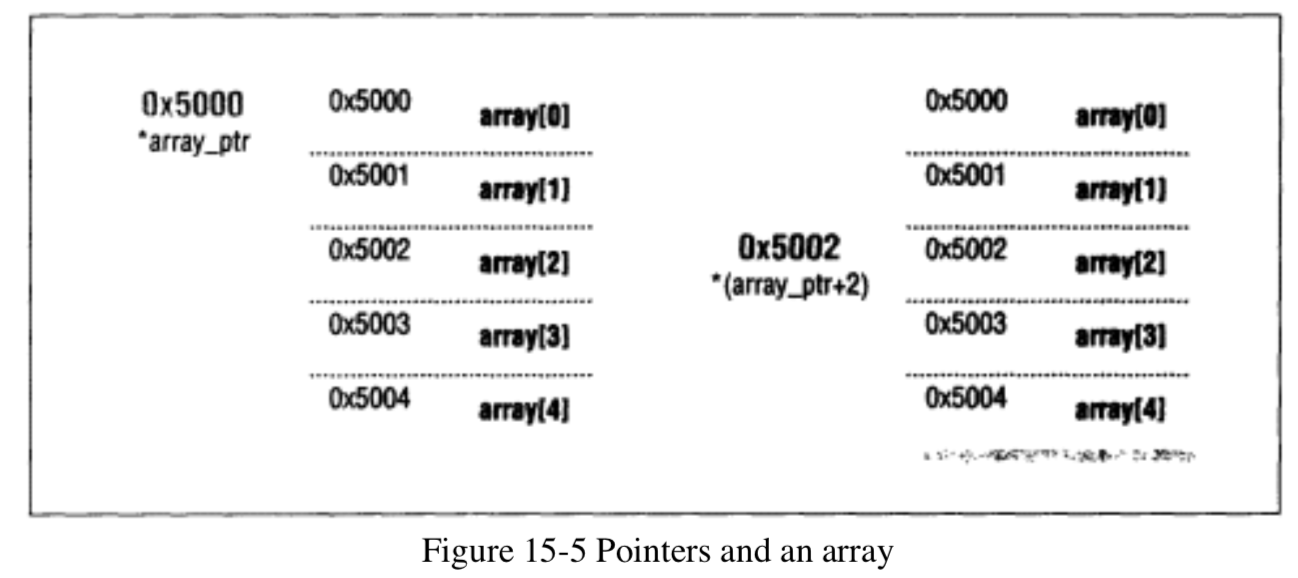 0x5000
*array_ptr
0x5000 array[0]
0x5001 array[1]
0x5002 array[2]
0x5003 array[3]
0x5004 array[4]
0x5002
*(array_ptr+2)
0x5000 array[0]
0x5001 array[1]
0x5002 array[2]
0x5003 array[3]
0x5004 array[4]
Figure 15-5 Pointers and an array